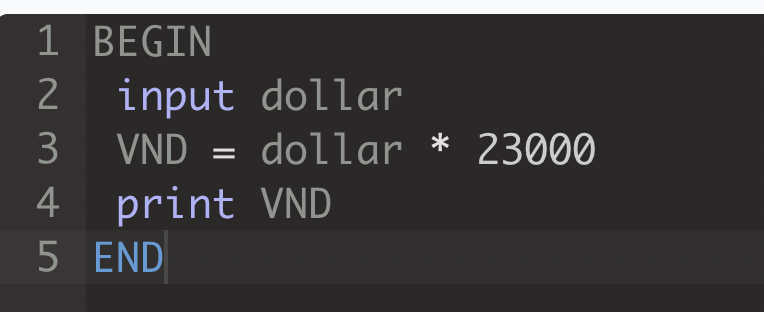 1 BEGIN
2 input dollar
3 VND = dollar * 23000
4 print VND
5 END